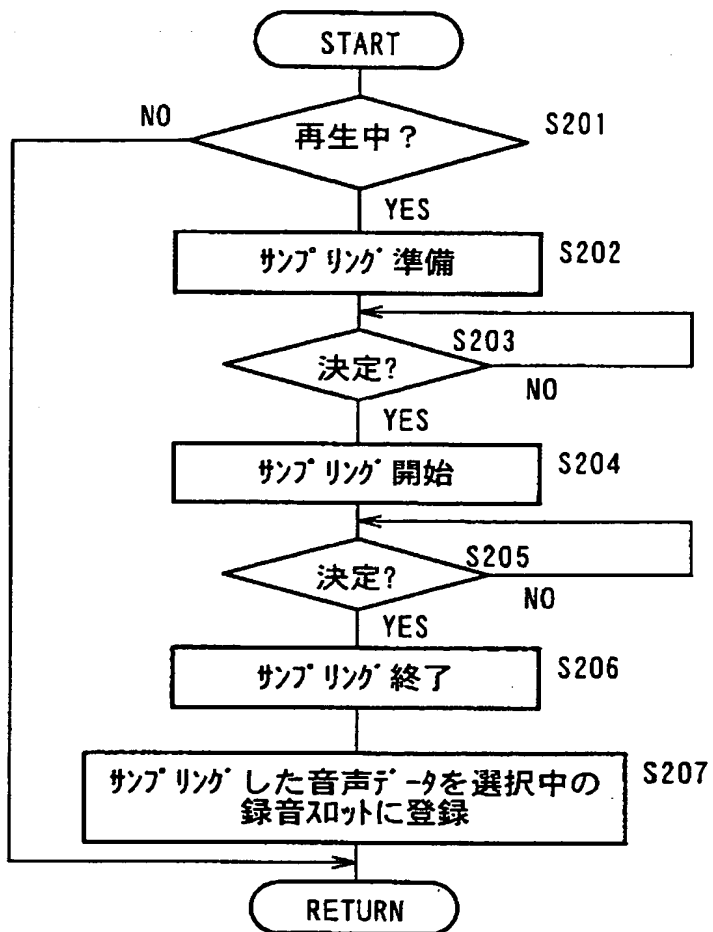 START
NO
再生中?
S201
YES
ｻﾝﾌﾟﾘﾝｸﾞ準備
S202
決定?
S203
NO
YES
ｻﾝﾌﾟﾘﾝｸﾞ開始
S204
決定?
S205
NO
YES
ｻﾝﾌﾟﾘﾝｸﾞ終了
S206
ｻﾝﾌﾟﾘﾝｸﾞした音声ﾃﾞｰﾀを選択中の
録音ｽﾛｯﾄに登録
S207
RETURN